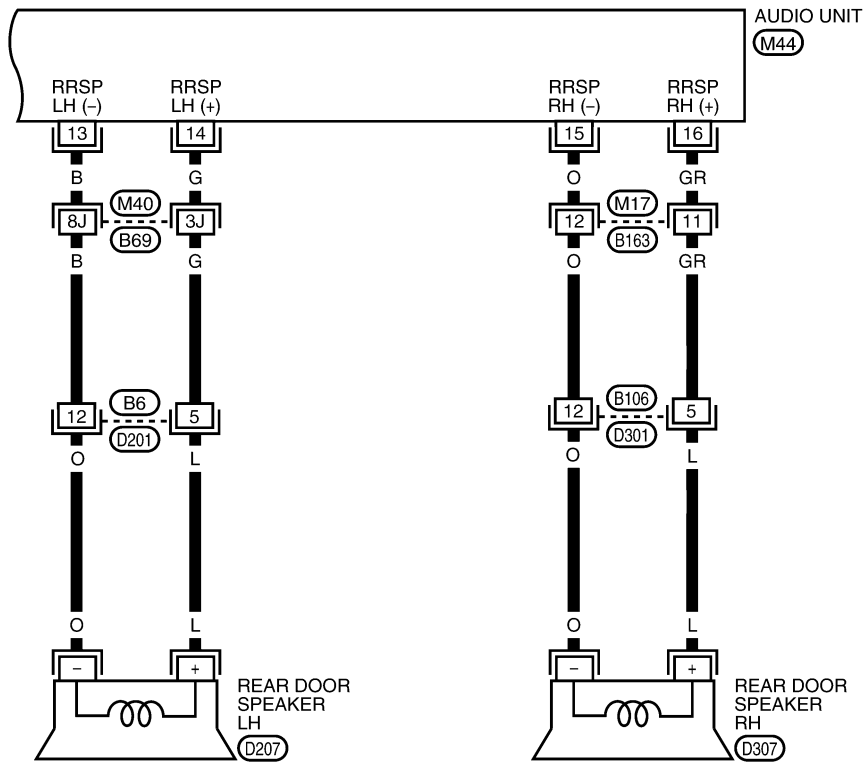 AUDIO UNIT
M44
RRSP LH (–)
RRSP LH (+)
RRSP RH (–)
RRSP RH (+)
13
14
15
16
B
G
O
GR
8J
M40
B69
3J
12
M17
B163
11
B
G
O
GR
12
B6
D201
5
12
B106
D301
5
O
L
O
L
O
L
O
L
–
+
–
+
REAR DOOR
SPEAKER
LH
D207
REAR DOOR
SPEAKER
RH
D307